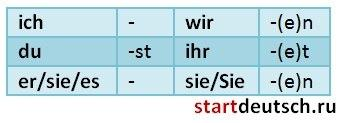 ich - wir -(e)n
du -st ihr -(e)t
er/sie/es - sie/Sie -(e)n
startdeutsch.ru